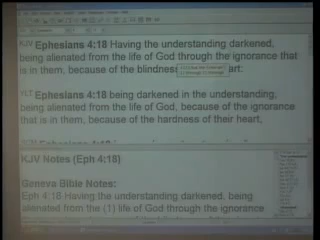 KJV Ephesians 4:18 Having the understanding darkened,
being alienated from the life of God through the ignorance that
is in them, because of the blindness art:
YLT Ephesians 4:18 being darkened in the understanding,
being alienated from the life of God, because of the ignorance
that is in them, because of the hardness of their heart,
KJV Notes (Eph 4:18)
Geneva Bible Notes:
Eph 4:18 Having the understanding darkened, being
alienated from the (1) life of God through the ignorance